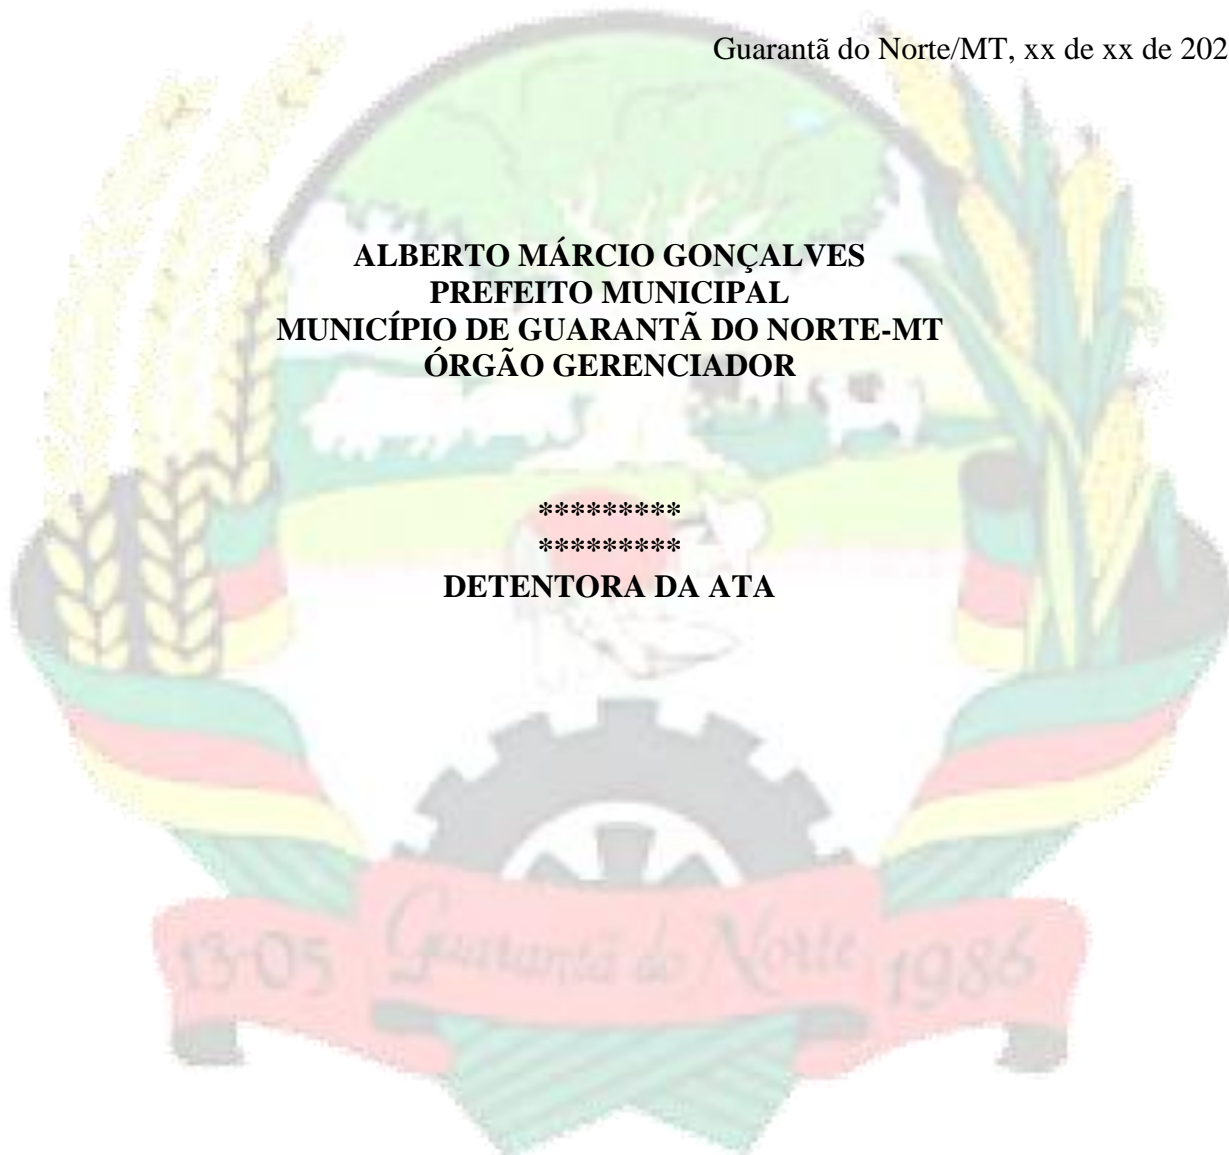 Guarantã do Norte/MT, xx de xx de 202
ALBERTO MÁRCIO GONÇALVES
PREFEITO MUNICIPAL
MUNICÍPIO DE GUARANTÃ DO NORTE-MT
ÓRGÃO GERENCIADOR
*********
*********
DETENTORA DA ATA
13-05 Guarantã do Norte 1986